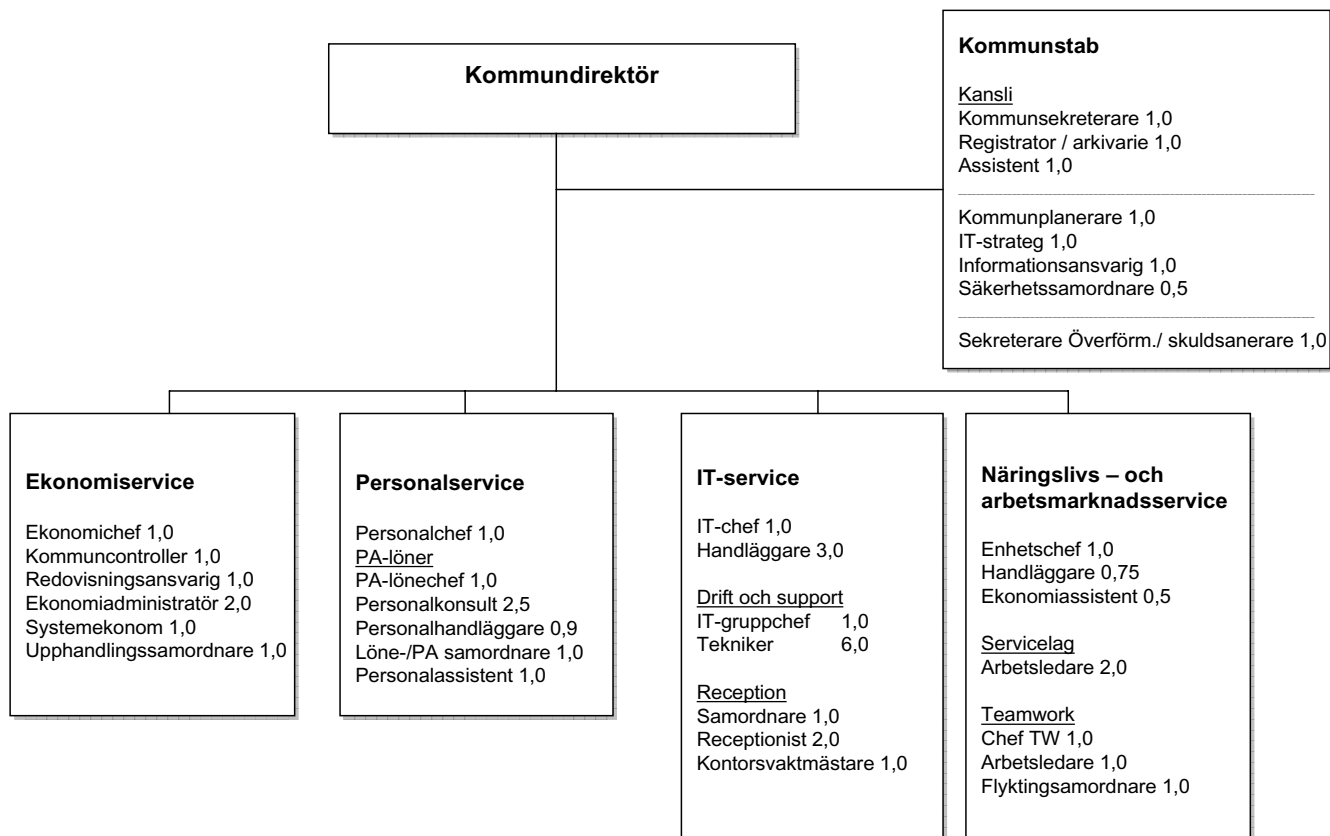 Kommundirektör
Kommunstab
Kansli
Kommunsekreterare 1,0
Registrator / arkivarie 1,0
Assistent 1,0
Kommunplanerare 1,0
IT-strateg 1,0
Informationsansvarig 1,0
Säkerhetssamordnare 0,5
Sekreterare Överförm./ skuldsanerare 1,0
Ekonomiservice
Ekonomichef 1,0
Kommuncontroller 1,0
Redovisningsansvarig 1,0
Ekonomiadministratör 2,0
Systemekonom 1,0
Upphandlingssamordnare 1,0
Personalservice
Personalchef 1,0
PA-löner
PA-lönechef 1,0
Personalkonsult 2,5
Personalhandläggare 0,9
Löne-/PA samordnare 1,0
Personalassistent 1,0
IT-service
IT-chef 1,0
Handläggare 3,0
Drift och support
IT-gruppchef 1,0
Tekniker 6,0
Reception
Samordnare 1,0
Receptionist 2,0
Kontorsvaktmästare 1,0
Näringslivs – och
arbetsmarknadsservice
Enhetschef 1,0
Handläggare 0,75
Ekonomiassistent 0,5
Servicelag
Arbetsledare 2,0
Teamwork
Chef TW 1,0
Arbetsledare 1,0
Flyktingsamordnare 1,0